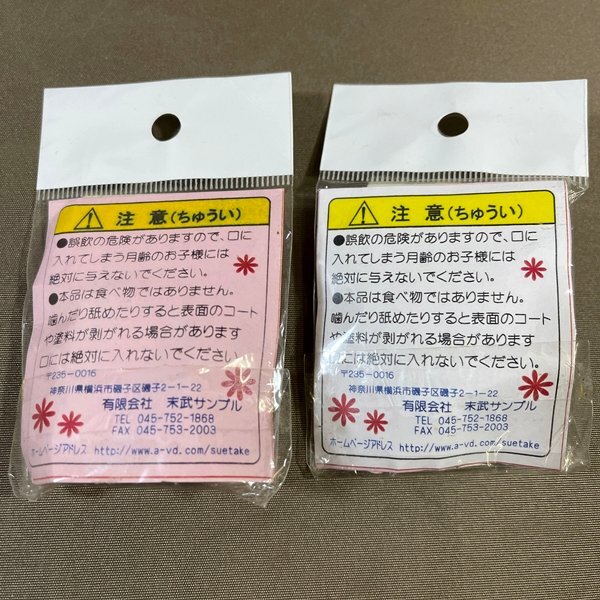 注意(ちゅうい)
●誤飲の危険がありますので、口に
入れてしまう月齢のお子様には
絶対に与えないでください。
●本品は食べ物ではありません。
噛んだり舐めたりすると表面のコート
や塗料が剥がれる場合があります
口には絶対に入れないでください。
〒235-0016
神奈川県横浜市磯子区磯子2-1-22
有限会社 末武サンプル
TEL 045-752-1868
FAX 045-753-2003
ホームページアドレス http://www.a-vd.com/suetake
注意(ちゅうい)
●誤飲の危険がありますので、口に
入れてしまう月齢のお子様には
絶対に与えないでください。
●本品は食べ物ではありません。
噛んだり舐めたりすると表面のコート
や塗料が剥がれる場合があります
口には絶対に入れないでください。
〒235-0016
神奈川県横浜市磯子区磯子2-1-22
有限会社 末武サンプル
TEL 045-752-1868
FAX 045-753-2003
ホームページアドレス http://www.a-vd.com/suetake